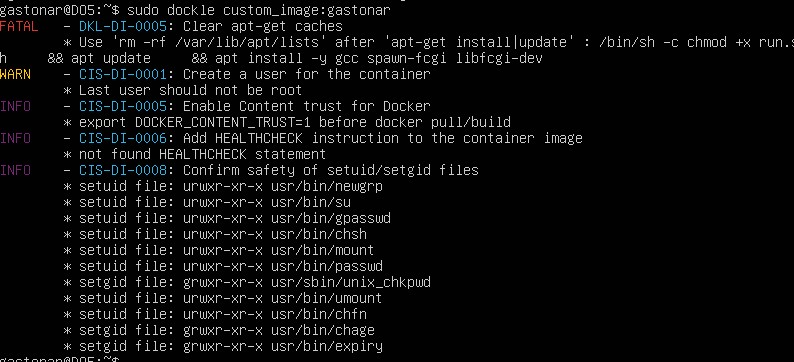 gastonar@DO5:~$ sudo dockle custom_image:gastonar
FATAL   - DKL-DI-0005: Clear apt-get caches
        * Use 'rm -rf /var/lib/apt/lists' after 'apt-get install|update' : /bin/sh -c chmod +x run.s
h     && apt update     && apt install -y gcc spawn-fcgi libfcgi-dev
WARN    - CIS-DI-0001: Create a user for the container
        * Last user should not be root
INFO    - CIS-DI-0005: Enable Content trust for Docker
        * export DOCKER_CONTENT_TRUST=1 before docker pull/build
INFO    - CIS-DI-0006: Add HEALTHCHECK instruction to the container image
        * not found HEALTHCHECK statement
INFO    - CIS-DI-0008: Confirm safety of setuid/setgid files
        * setuid file: urwxr-xr-x usr/bin/newgrp
        * setuid file: urwxr-xr-x usr/bin/su
        * setuid file: urwxr-xr-x usr/bin/gpasswd
        * setuid file: urwxr-xr-x usr/bin/chsh
        * setuid file: urwxr-xr-x usr/bin/mount
        * setuid file: urwxr-xr-x usr/bin/passwd
        * setgid file: grwxr-xr-x usr/sbin/unix_chkpwd
        * setuid file: urwxr-xr-x usr/bin/umount
        * setuid file: urwxr-xr-x usr/bin/chfn
        * setgid file: grwxr-xr-x usr/bin/chage
        * setgid file: grwxr-xr-x usr/bin/expiry
gastonar@DO5:~$